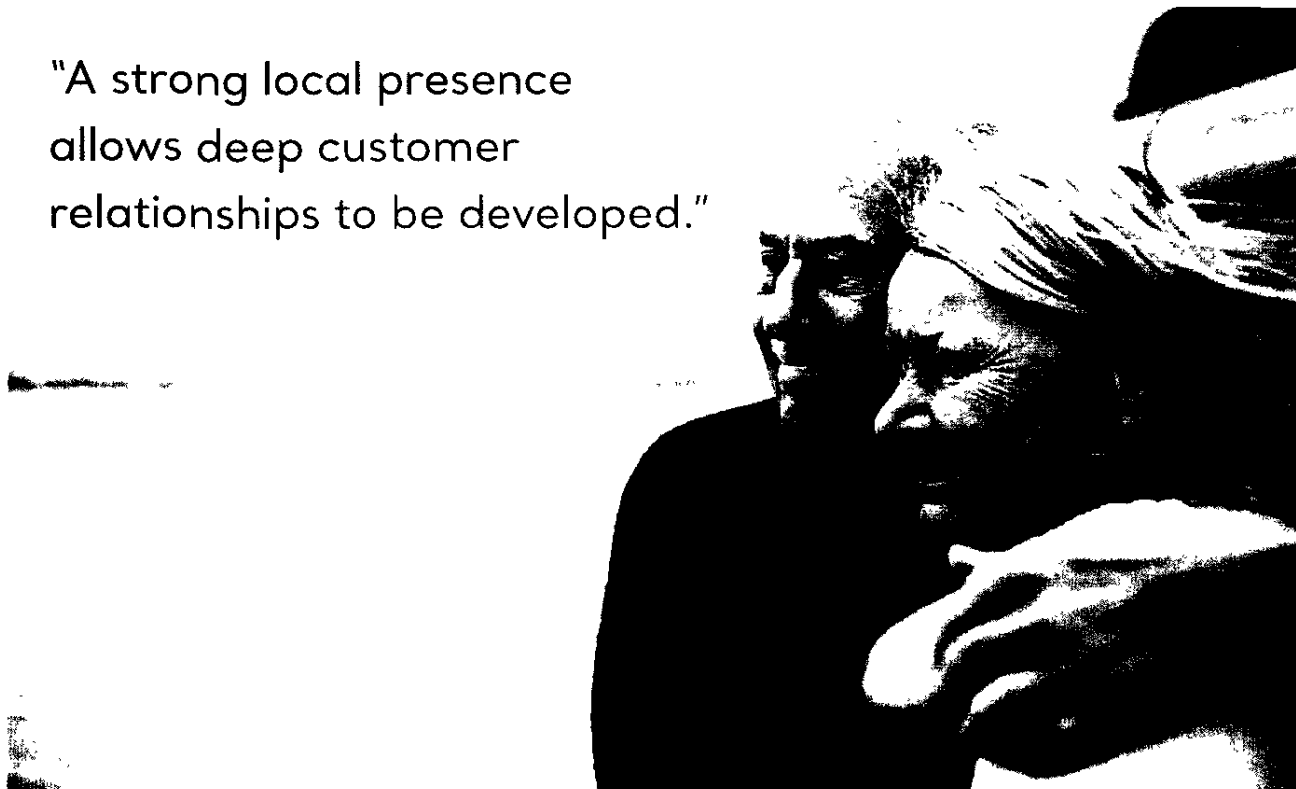 "A strong local presence
allows deep customer
relationships to be developed."